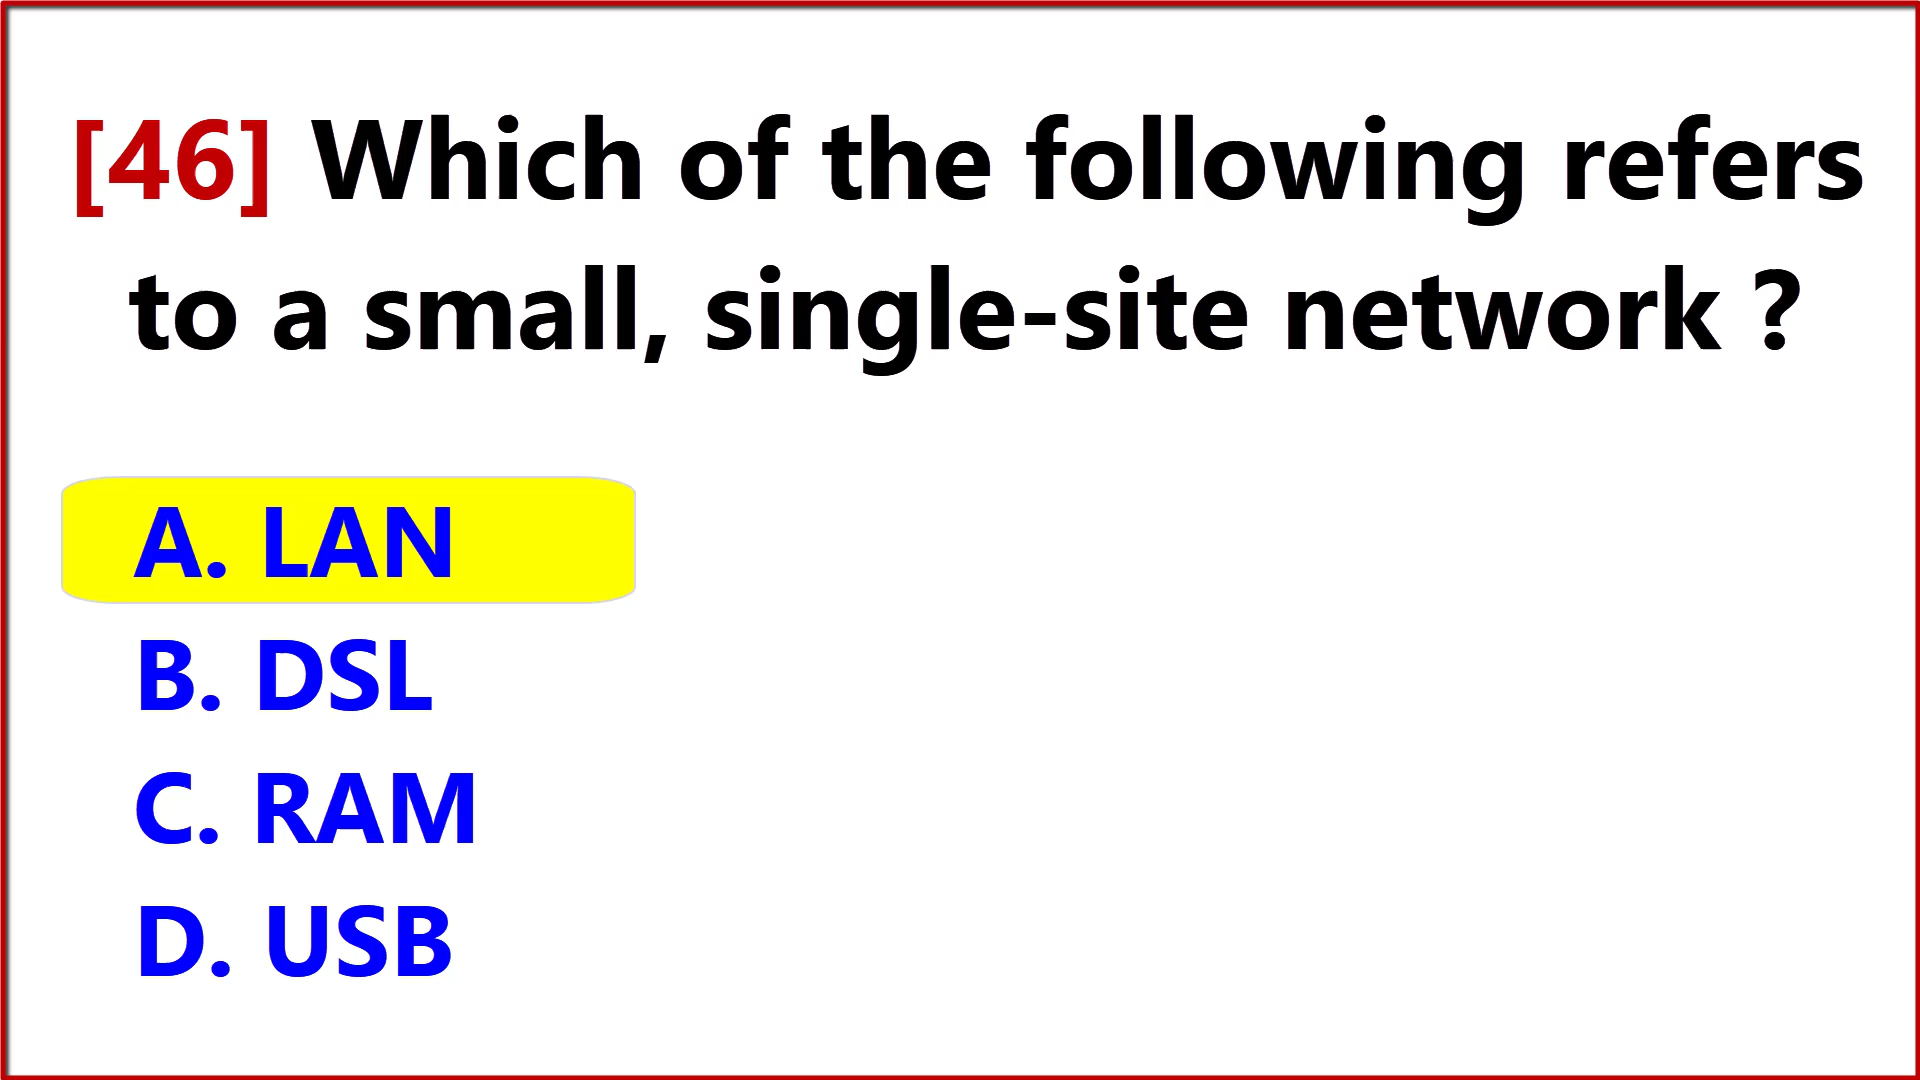 [46] Which of the following refers
to a small, single-site network ?
A. LAN
B. DSL
C. RAM
D. USB